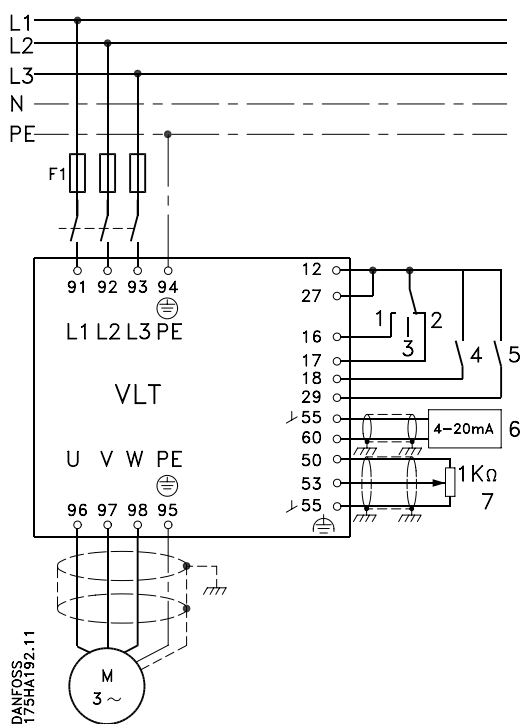 L1
L2
L3
N
PE
F1
91 92 93 94
L1 L2 L3 PE
VLT
U V W PE
96 97 98 95
12
27
16
17
18
29
55
60
50
53
55
1 2
3
4 5
4-20mA 6
1KΩ
7
M
3~
DANFOSS
175HA192.11